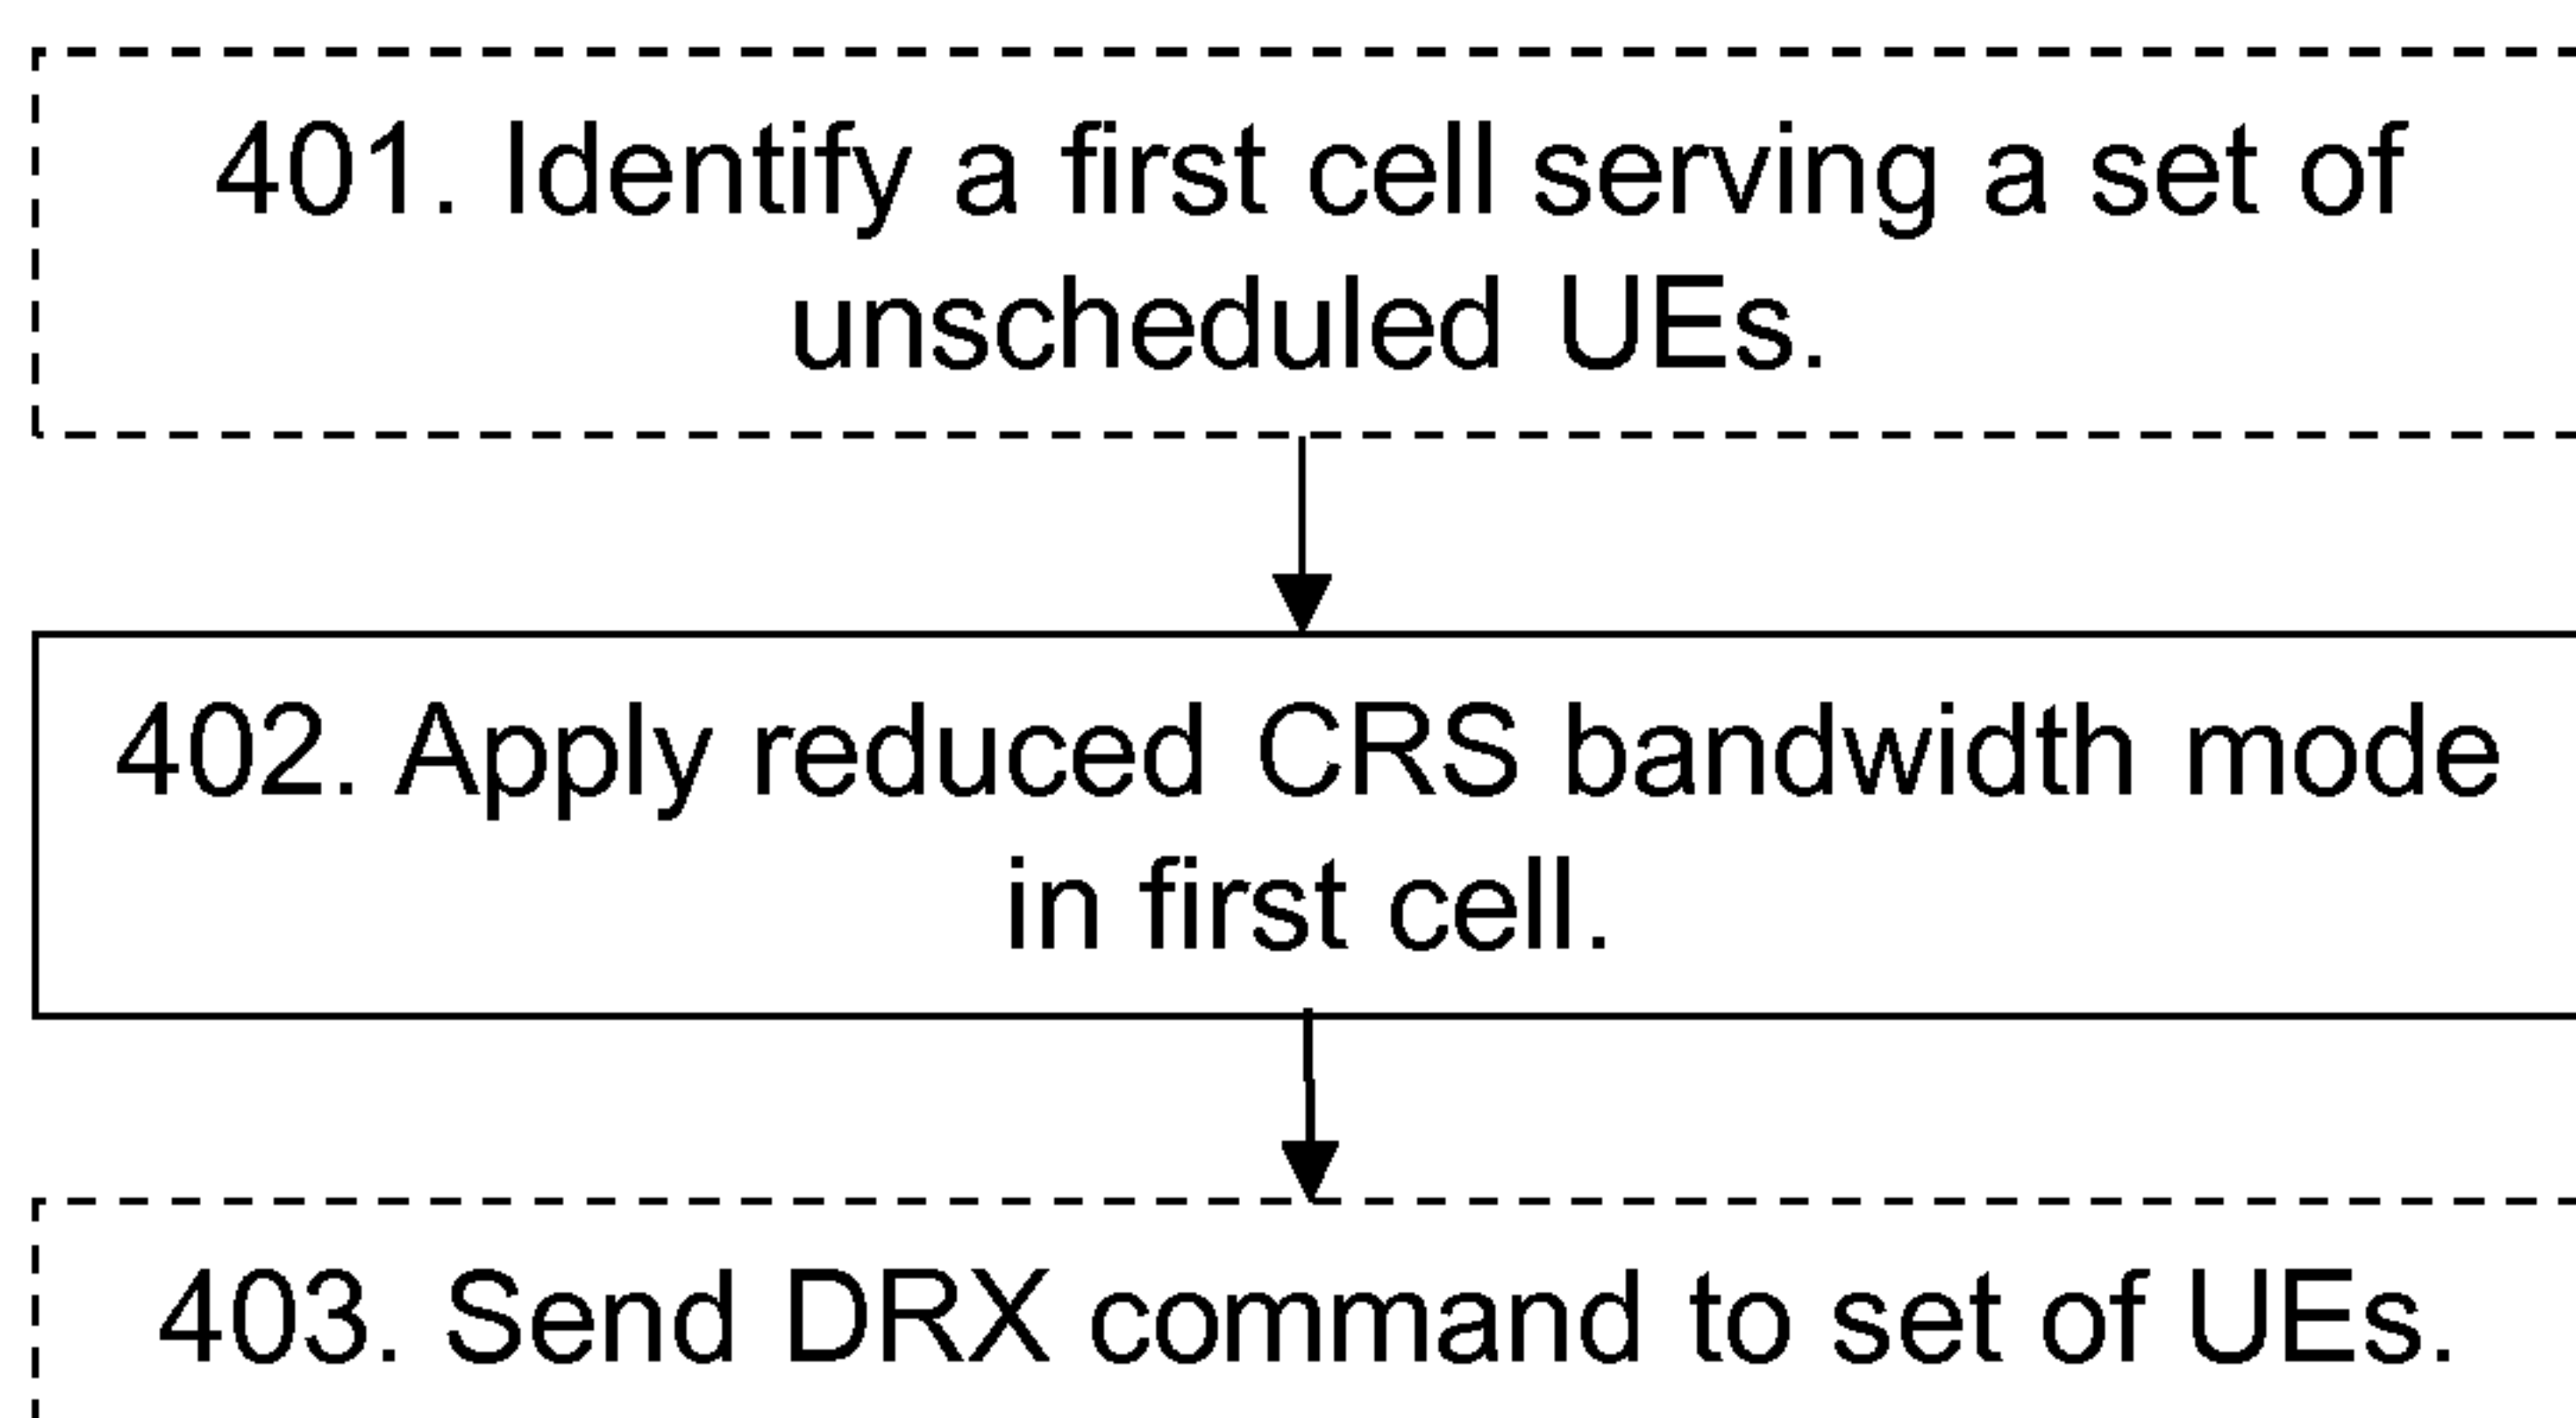 401. Identify a first cell serving a set of
unscheduled UEs.
402. Apply reduced CRS bandwidth mode
in first cell.
403. Send DRX command to set of UEs.